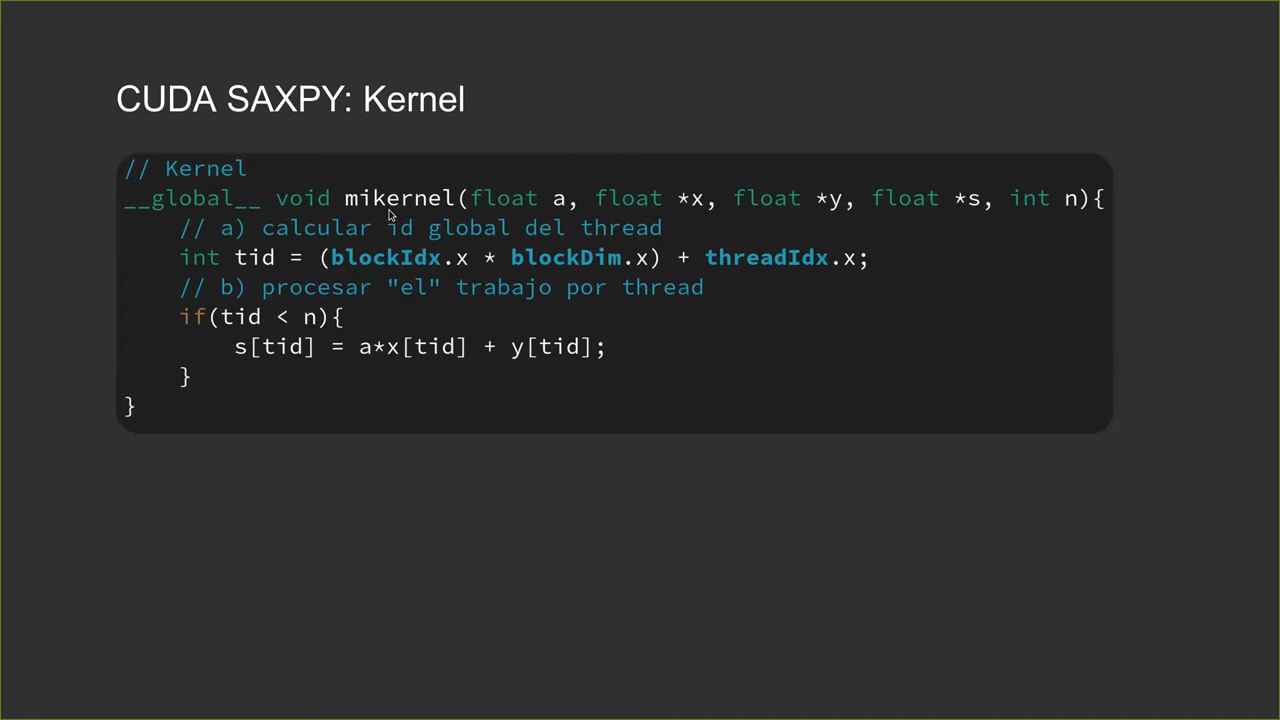 CUDA SAXPY: Kernel
// Kernel
__global__ void mikernel(float a, float *x, float *y, float *s, int n){
    // a) calcular id global del thread
    int tid = (blockIdx.x * blockDim.x) + threadIdx.x;
    // b) procesar "el" trabajo por thread
    if(tid < n){
        s[tid] = a*x[tid] + y[tid];
    }
}